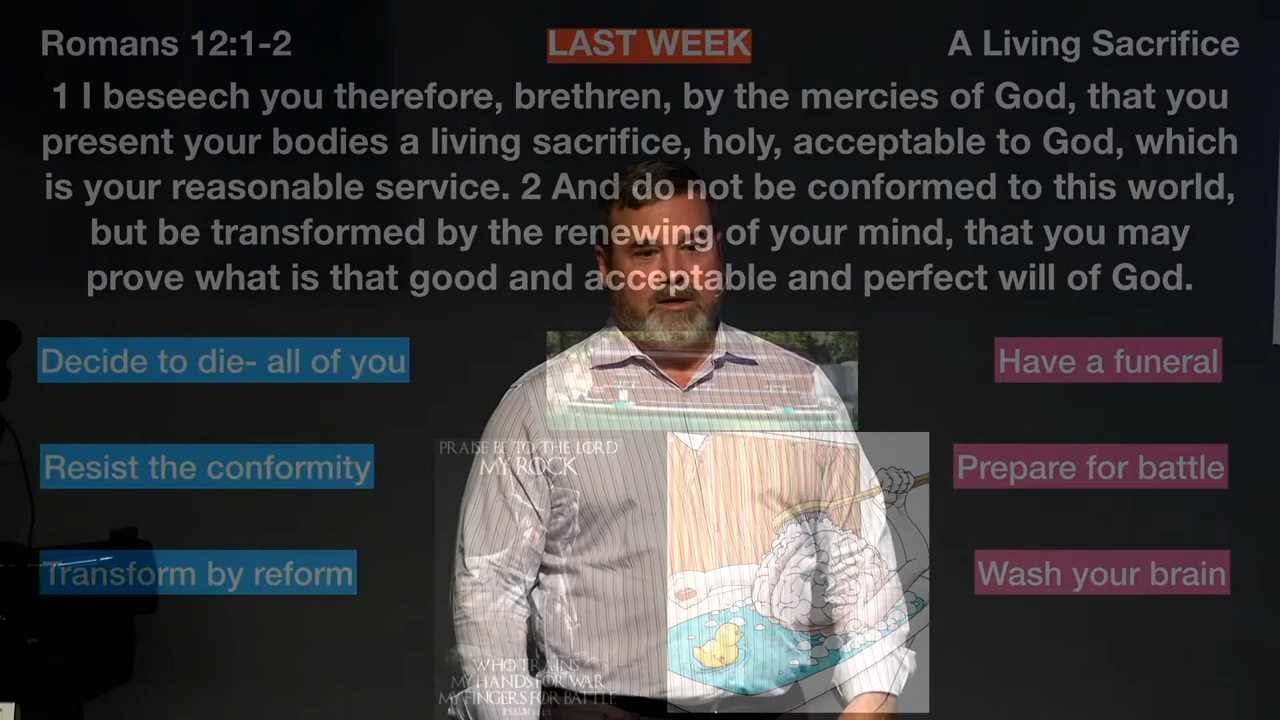 Romans 12:1-2
LAST WEEK
A Living Sacrifice
1 I beseech you therefore, brethren, by the mercies of God, that you
present your bodies a living sacrifice, holy, acceptable to God, which
is your reasonable service. 2 And do not be conformed to this world,
but be transformed by the renewing of your mind, that you may
prove what is that good and acceptable and perfect will of God.
Decide to die- all of you
Have a funeral
Resist the conformity
Prepare for battle
Transform by reform
Wash your brain
PRAISE BE TO THE LORD
MY ROCK
WHO TRAINS
MY HANDS FOR WAR
MY FINGERS FOR BATTLE
PSALM